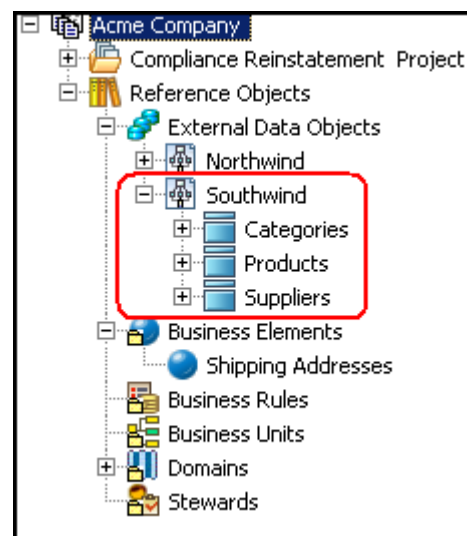 Acme Company
Compliance Reinstatement Project
Reference Objects
External Data Objects
Northwind
Southwind
Categories
Products
Suppliers
Business Elements
Shipping Addresses
Business Rules
Business Units
Domains
Stewards